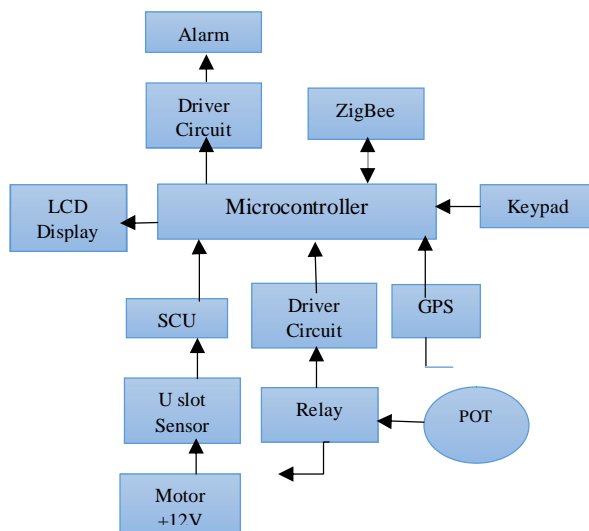 Alarm
Driver
Circuit
ZigBee
LCD
Display
Microcontroller
Keypad
SCU
Driver
Circuit
GPS
U slot
Sensor
Relay
POT
Motor
+12V